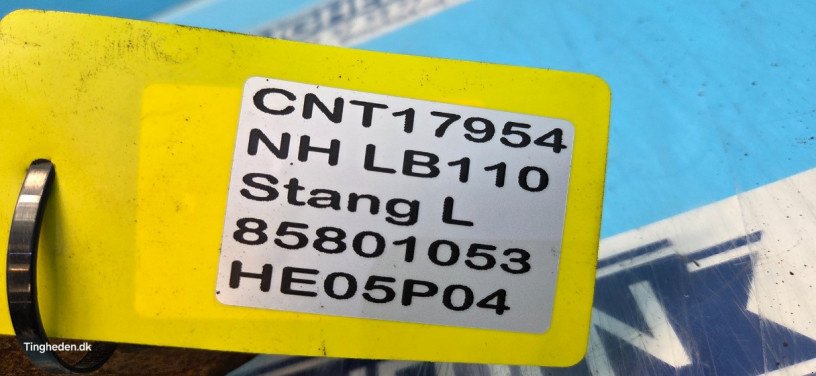 CNT17954
NH LB110
Stang L
85801053
HE05P04
Tingheden.dk